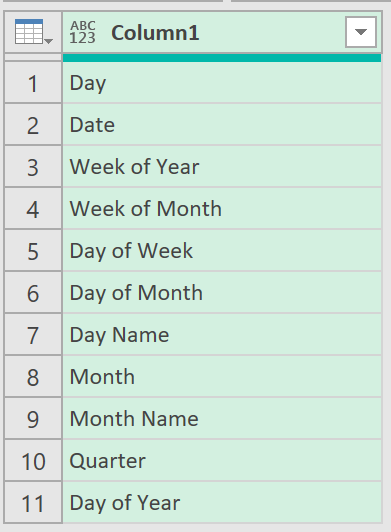 ABC
123 Column1
1 Day
2 Date
3 Week of Year
4 Week of Month
5 Day of Week
6 Day of Month
7 Day Name
8 Month
9 Month Name
10 Quarter
11 Day of Year